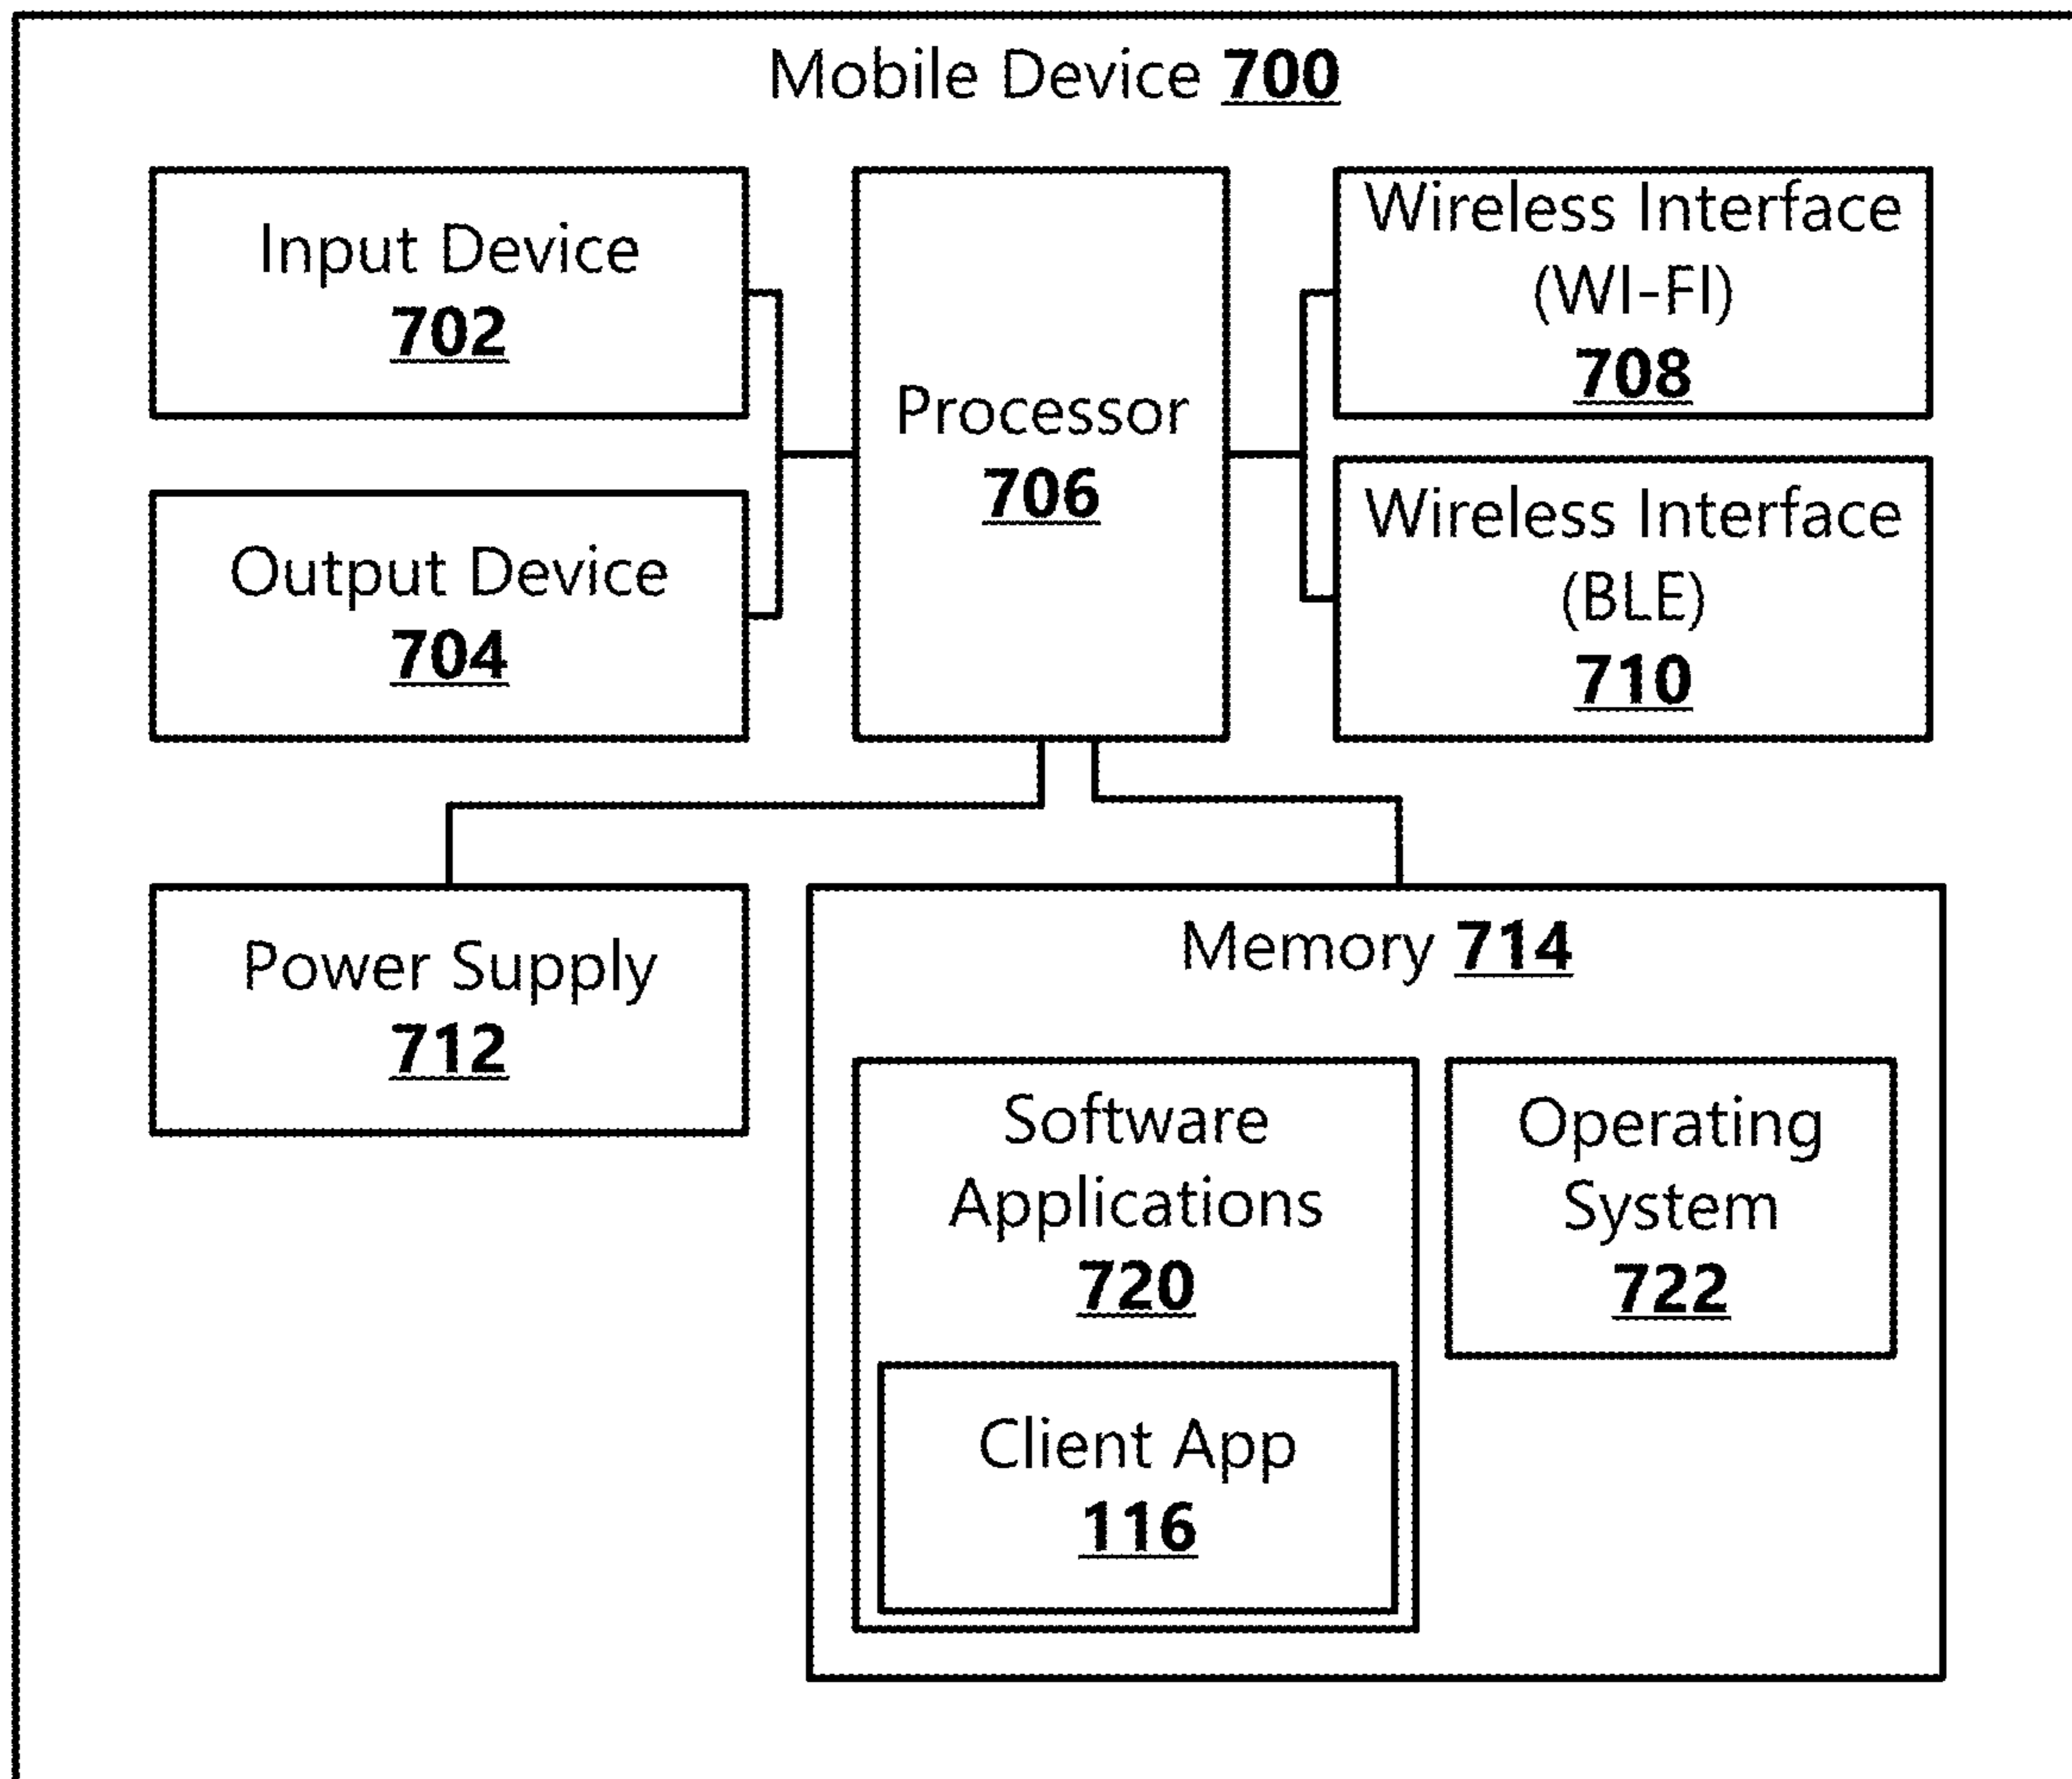 Mobile Device 700
Input Device
702
Output Device
704
Processor
706
Wireless Interface
(WI-FI)
708
Wireless Interface
(BLE)
710
Power Supply
712
Memory 714
Software
Applications
720
Client App
116
Operating
System
722